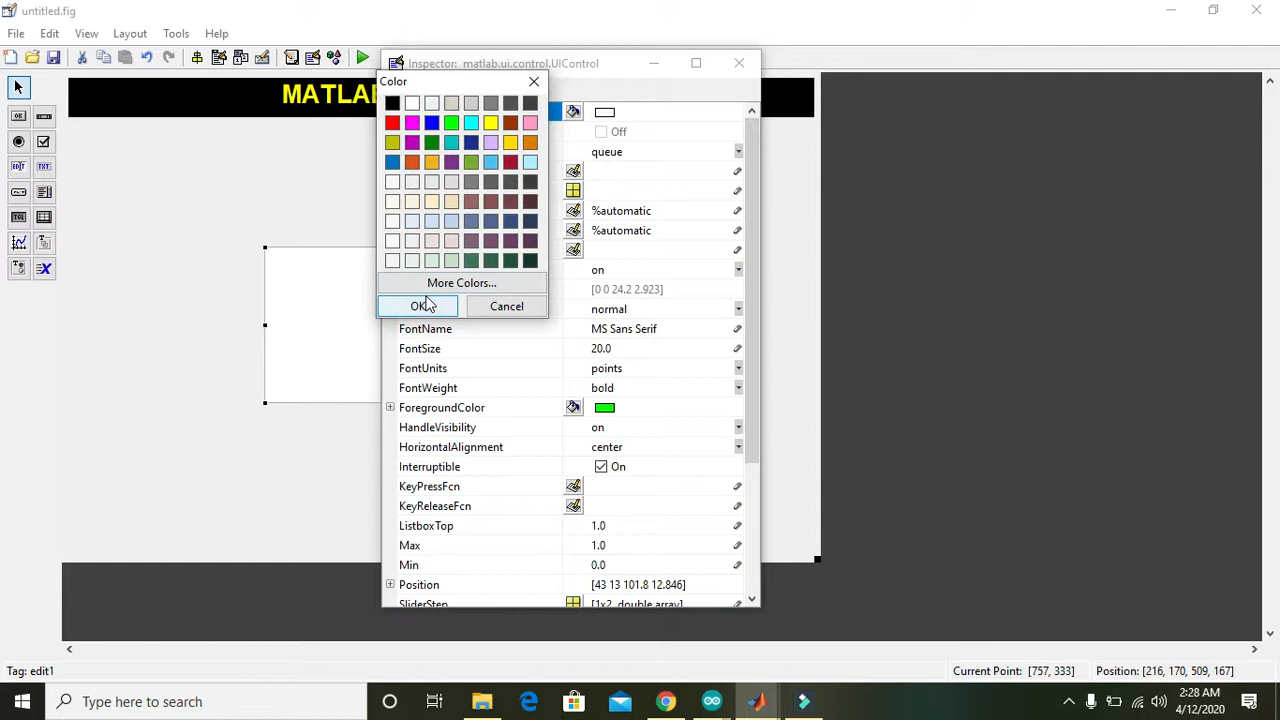 untitled.fig
File Edit View Layout Tools Help
MATLA
Inspector: matlab.ui.control.UIControl
Color
More Colors...
OK Cancel
Off
queue
%automatic
%automatic
on
[0 0 24.2 2.923]
normal
FontName MS Sans Serif
FontSize 20.0
FontUnits points
FontWeight bold
ForegroundColor
HandleVisibility on
HorizontalAlignment center
Interruptible On
KeyPressFcn
KeyReleaseFcn
ListboxTop 1.0
Max 1.0
Min 0.0
Position [43 13 101.8 12.846]
SliderStep [1x2 double array]
Tag: edit1 Current Point: [757, 333] Position: [216, 170, 509, 167]
Type here to search
2:28 AM
4/12/2020